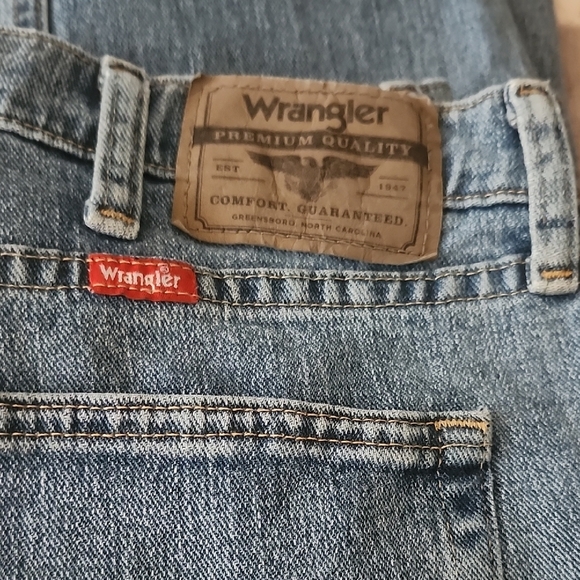 Wrangler
PREMIUM QUALITY
EST 1947
COMFORT. GUARANTEED.
GREENSBORO, NORTH CAROLINA
Wrangler®